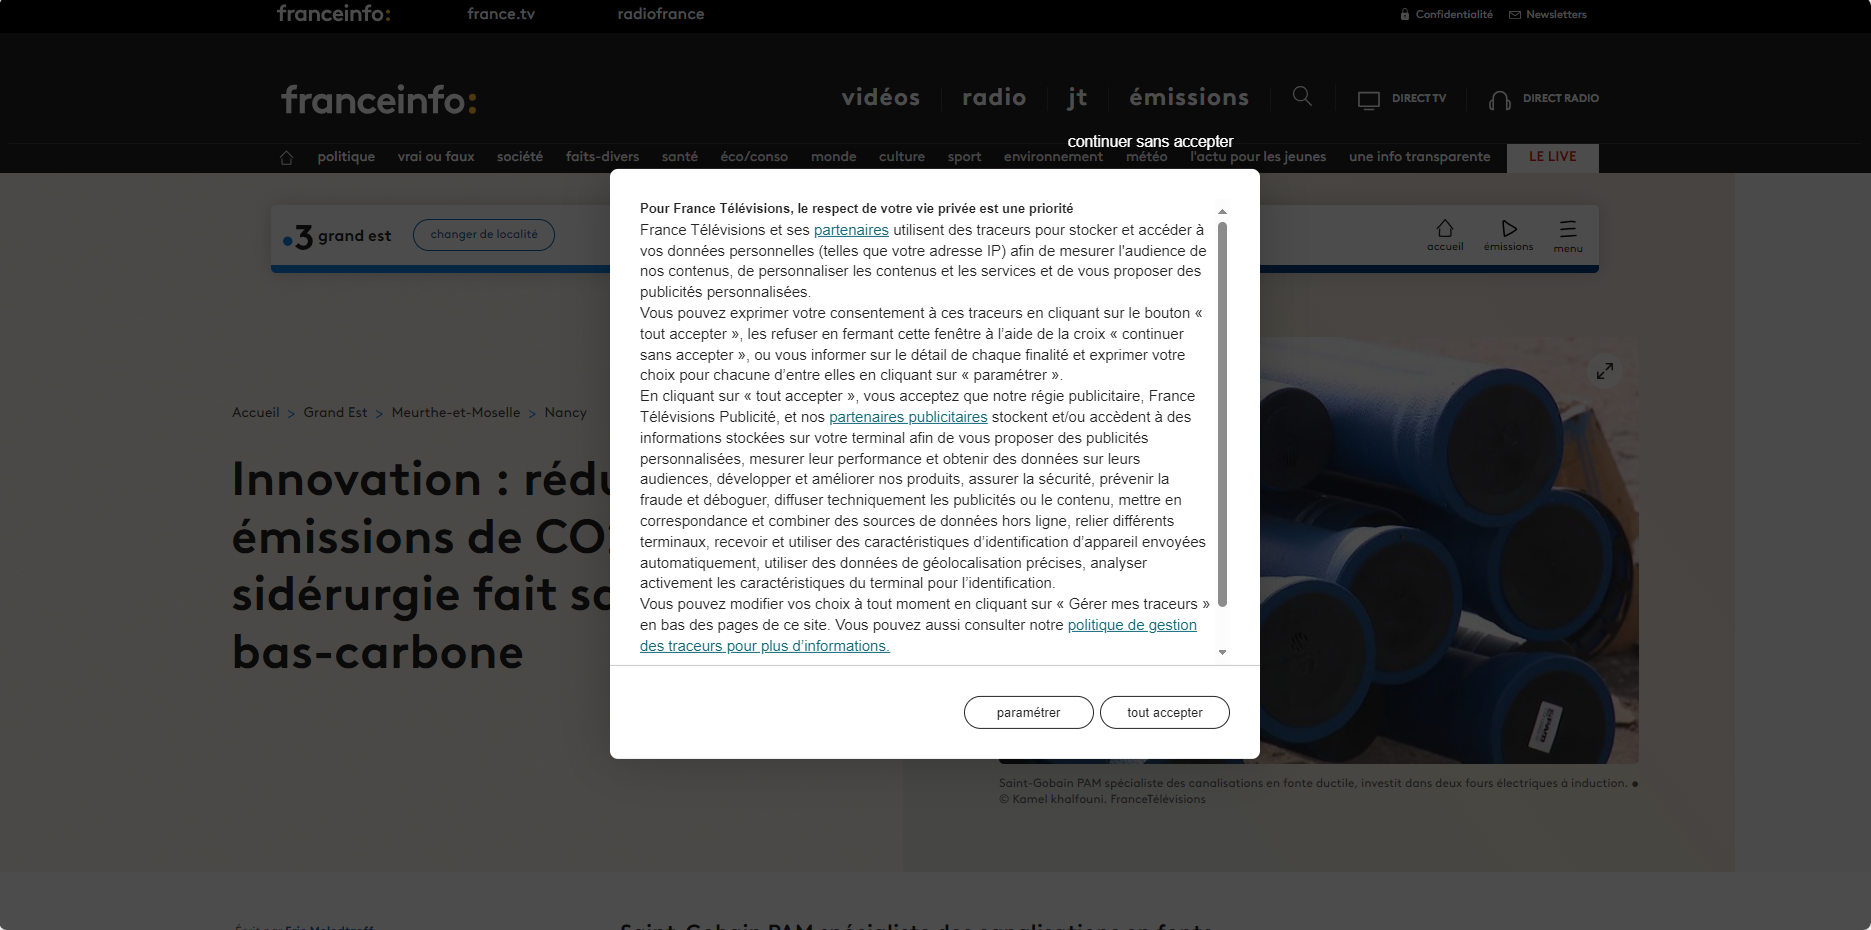 franceinfo: france.tv radiofrance Confidentialité Newsletters
franceinfo: vidéos radio jt émissions DIRECT TV DIRECT RADIO
continuer sans accepter
politique vrai ou faux société faits-divers santé éco/conso monde culture sport environnement météo l'actu pour les jeunes une info transparente LE LIVE
Pour France Télévisions, le respect de votre vie privée est une priorité
France Télévisions et ses partenaires utilisent des traceurs pour stocker et accéder à
vos données personnelles (telles que votre adresse IP) afin de mesurer l'audience de
nos contenus, de personnaliser les contenus et les services et de vous proposer des
publicités personnalisées.
Vous pouvez exprimer votre consentement à ces traceurs en cliquant sur le bouton «
tout accepter », les refuser en fermant cette fenêtre à l’aide de la croix « continuer
sans accepter », ou vous informer sur le détail de chaque finalité et exprimer votre
choix pour chacune d’entre elles en cliquant sur « paramétrer ».
En cliquant sur « tout accepter », vous acceptez que notre régie publicitaire, France
Télévisions Publicité, et nos partenaires publicitaires stockent et/ou accèdent à des
informations stockées sur votre terminal afin de vous proposer des publicités
personnalisées, mesurer leur performance et obtenir des données sur leurs
audiences, développer et améliorer nos produits, assurer la sécurité, prévenir la
fraude et déboguer, diffuser techniquement les publicités ou le contenu, mettre en
correspondance et combiner des sources de données hors ligne, relier différents
terminaux, recevoir et utiliser des caractéristiques d’identification d’appareil envoyées
automatiquement, utiliser des données de géolocalisation précises, analyser
activement les caractéristiques du terminal pour l’identification.
Vous pouvez modifier vos choix à tout moment en cliquant sur « Gérer mes traceurs »
en bas des pages de ce site. Vous pouvez aussi consulter notre politique de gestion
des traceurs pour plus d’informations.
paramétrer tout accepter
3 grand est changer de localité
accueil émissions menu
Accueil > Grand Est > Meurthe-et-Moselle > Nancy
Innovation : rédu
émissions de CO2
sidérurgie fait
bas-carbone
PAM
Saint-Gobain PAM spécialiste des canalisations en fonte ductile, investit dans deux fours électriques à induction. •
© Kamel khalfouni. FranceTélévisions
Saint-Gobain PAM spécialiste des canalisations en fonte